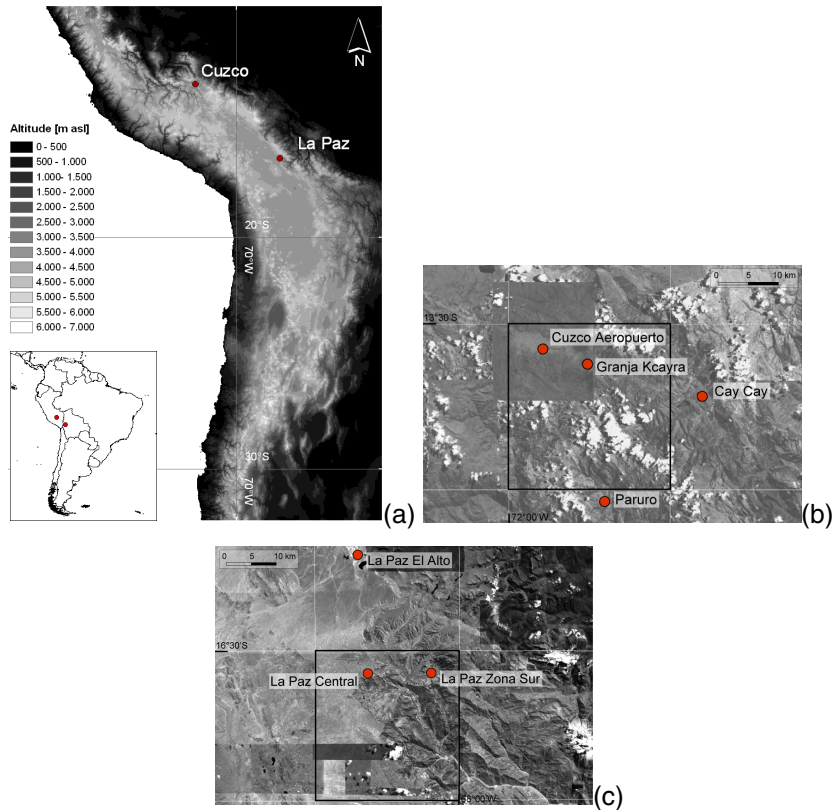 N
Cuzco
La Paz
Altitude [m asl]
0 - 500
500 - 1.000
1.000- 1.500
1.500 - 2.000
2.000 - 2.500
2.500 - 3.000
3.000 - 3.500
3.500 - 4.000
4.000 - 4.500
4.500 - 5.000
5.000 - 5.500
5.500 - 6.000
6.000 - 7.000
20°S
70°W
30°S
70°W
(a)
0 5 10 km
13°30 S
Cuzco Aeropuerto
Granja Kcayra
Cay Cay
Paruro
72°00 W
(b)
0 5 10 km
La Paz El Alto
16°30'S
La Paz Central
La Paz Zona Sur
68°00 W
(c)